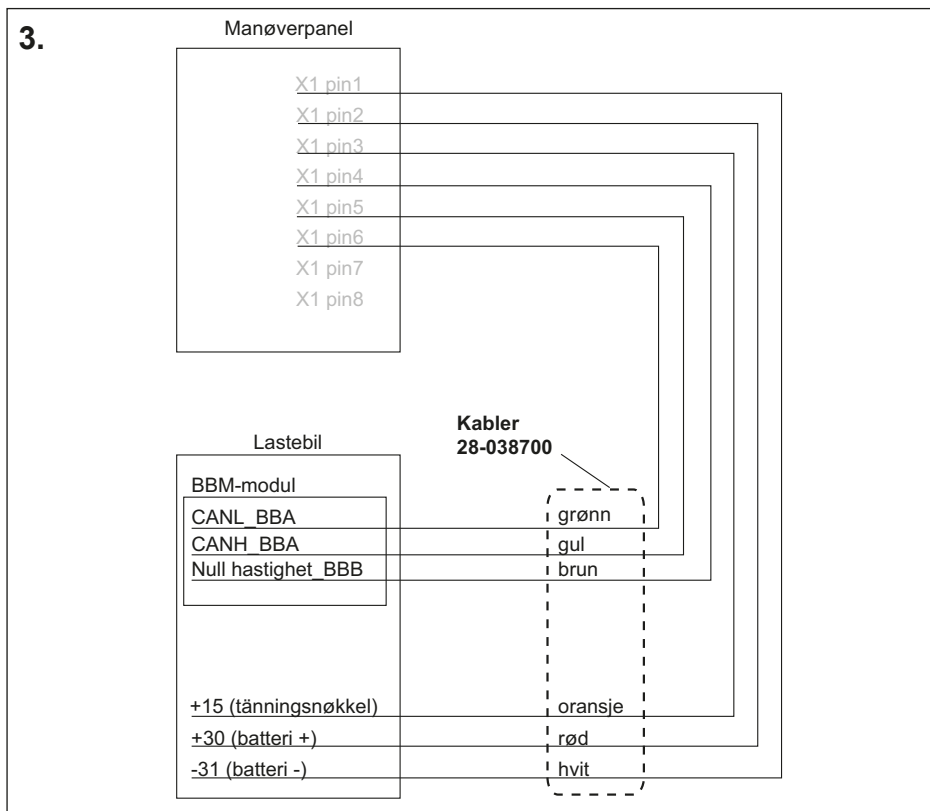 3.
Manøverpanel
X1 pin1
X1 pin2
X1 pin3
X1 pin4
X1 pin5
X1 pin6
X1 pin7
X1 pin8
Kabler
28-038700
Lastebil
BBM-modul
CANL_BBA
grønn
CANH_BBA
gul
Null hastighet_BBB
brun
+15 (tänningsnøkkel)
oransje
+30 (batteri +)
rød
-31 (batteri -)
hvit